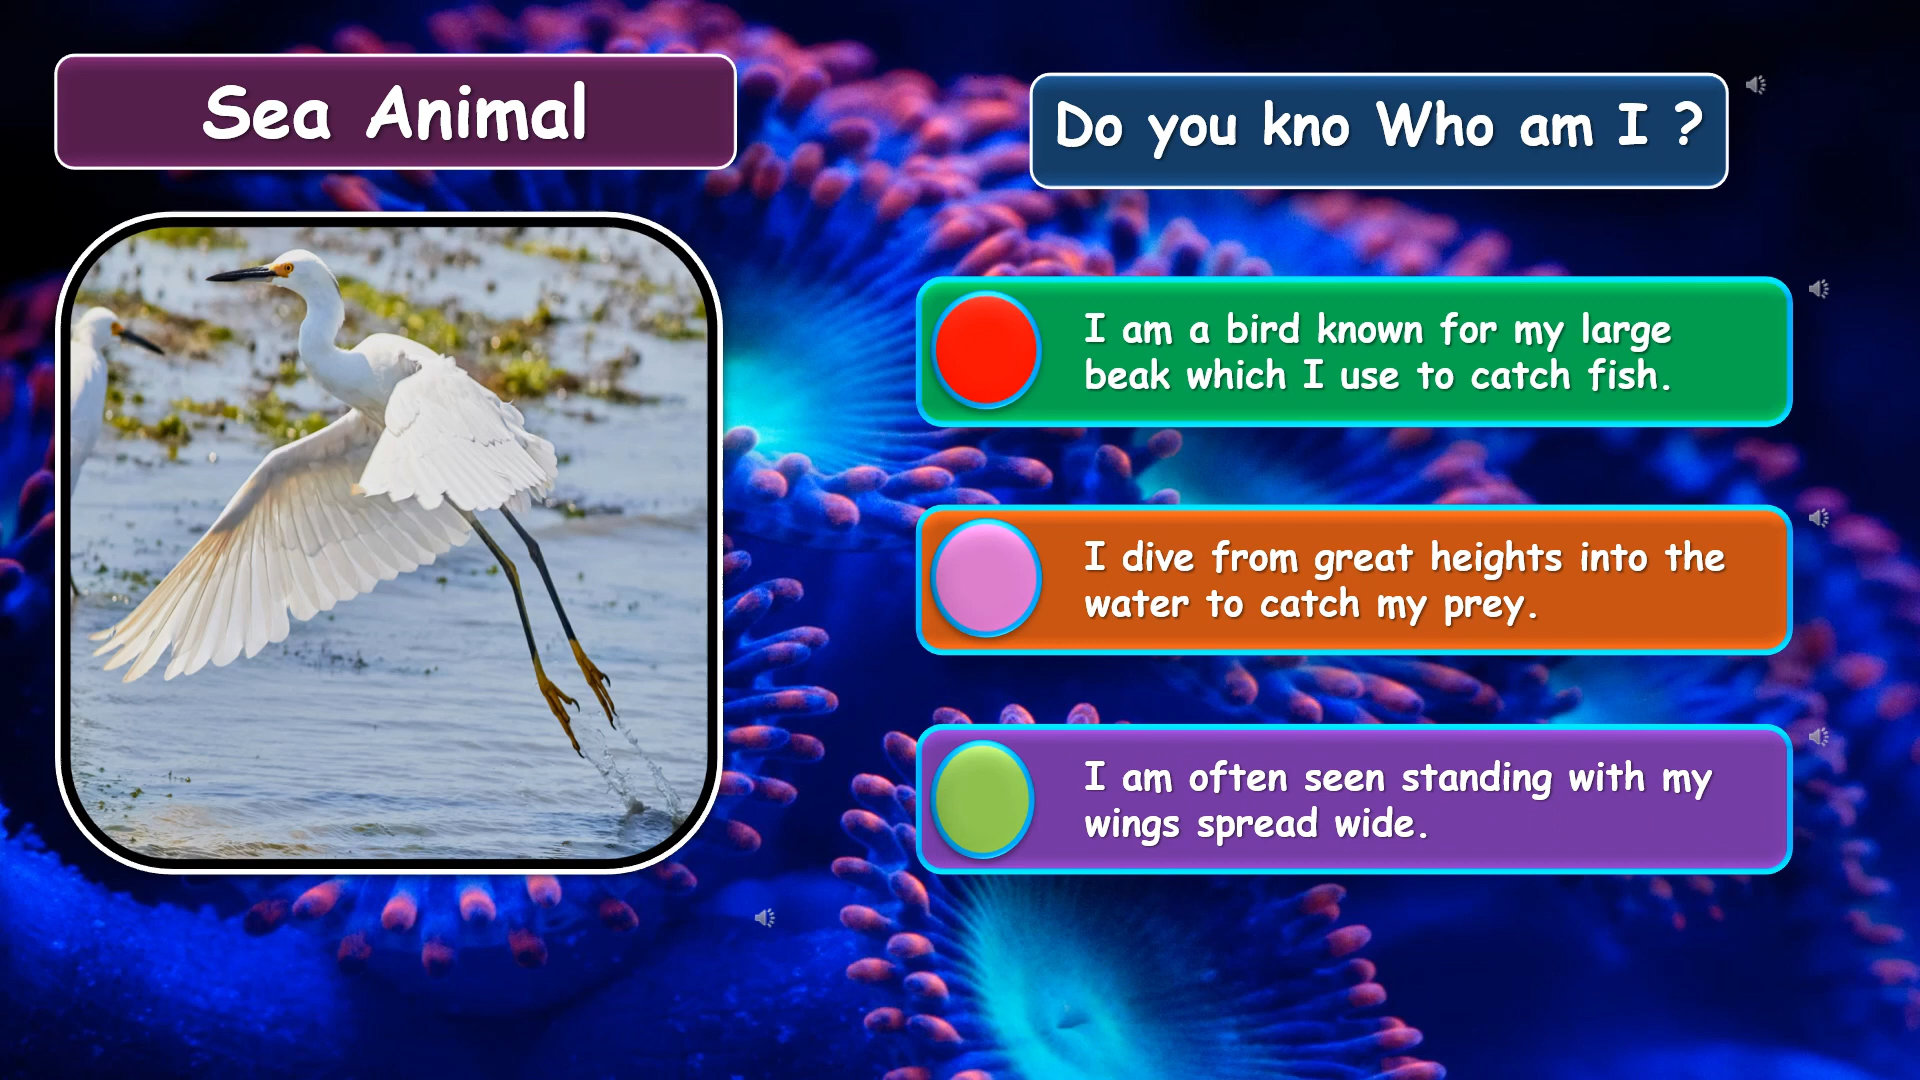 Sea Animal
Do you kno Who am I ?
I am a bird known for my large
beak which I use to catch fish.
I dive from great heights into the
water to catch my prey.
I am often seen standing with my
wings spread wide.